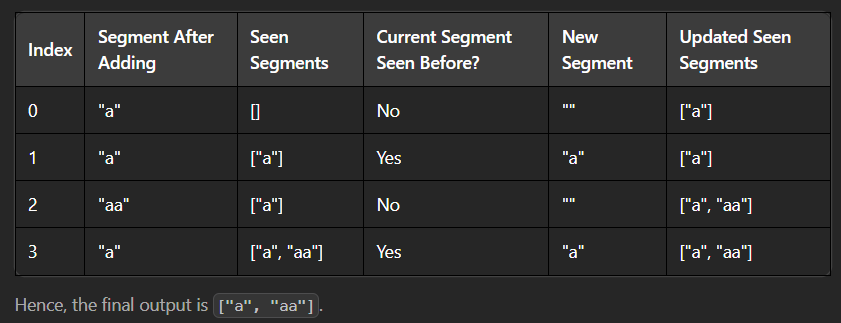 Index | Segment After Adding | Seen Segments | Current Segment Seen Before? | New Segment | Updated Seen Segments
0 | "a" | [] | No | "" | ["a"]
1 | "a" | ["a"] | Yes | "a" | ["a"]
2 | "aa" | ["a"] | No | "" | ["a", "aa"]
3 | "a" | ["a", "aa"] | Yes | "a" | ["a", "aa"]
Hence, the final output is ["a", "aa"].